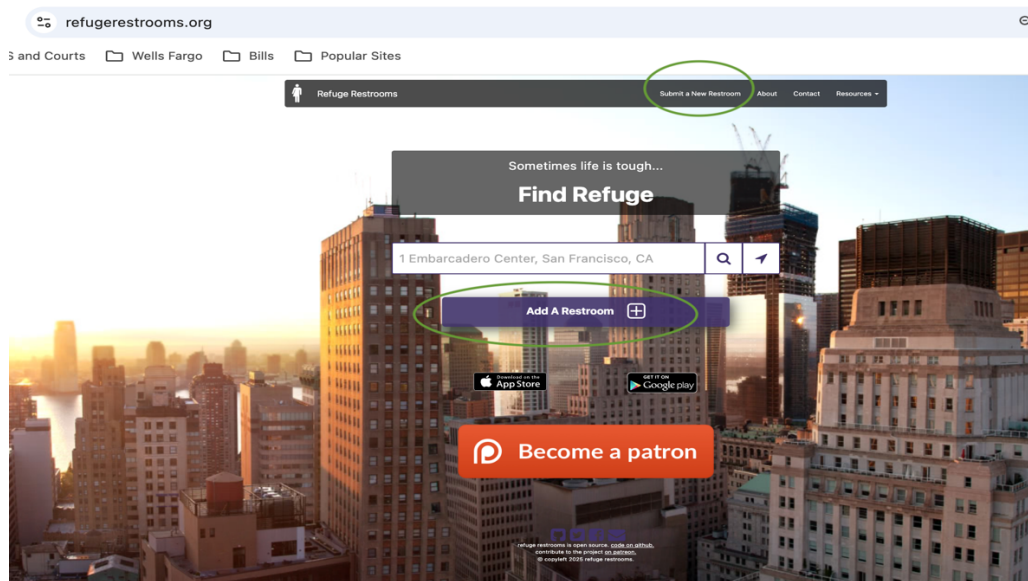 refugerestrooms.org
s and Courts Wells Fargo Bills Popular Sites
Refuge Restrooms Submit a New Restroom About Contact Resources
Sometimes life is tough...
Find Refuge
1 Embarcadero Center, San Francisco, CA
Add A Restroom
Download on the GET IT ON
App Store Google play
Become a patron
refuge restrooms is open source. code on github.
contribute to the project on patreon.
© copyleft 2025 refuge restrooms.